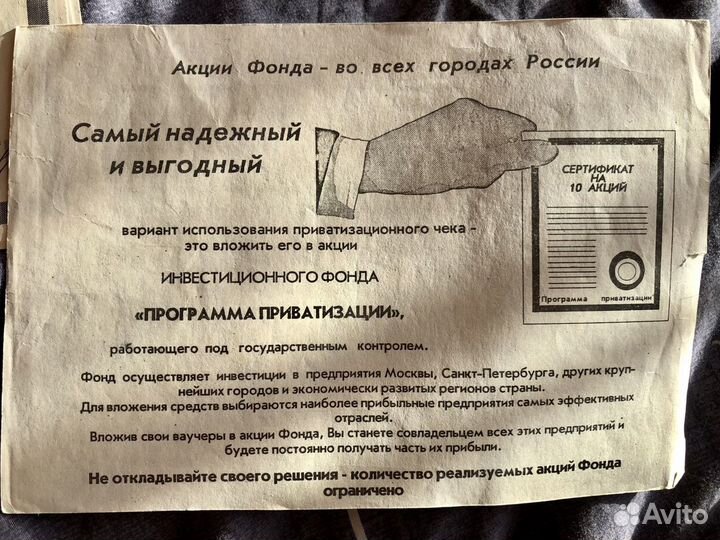 Акции Фонда - во всех городах России
Самый надежный
и выгодный
СЕРТИФИКАТ
НА
10 АКЦИЙ
Программа приватизации
вариант использования приватизационного чека -
это вложить его в акции
ИНВЕСТИЦИОННОГО ФОНДА
«ПРОГРАММА ПРИВАТИЗАЦИИ»,
работающего под государственным контролем.
Фонд осуществляет инвестиции в предприятия Москвы, Санкт-Петербурга, других круп-
нейших городов и экономически развитых регионов страны.
Для вложения средств выбираются наиболее прибыльные предприятия самых эффективных
отраслей.
Вложив свои ваучеры в акции Фонда, Вы станете совладельцем всех этих предприятий и
будете постоянно получать часть их прибыли.
Не откладывайте своего решения - количество реализуемых акций Фонда
ограничено
Avito